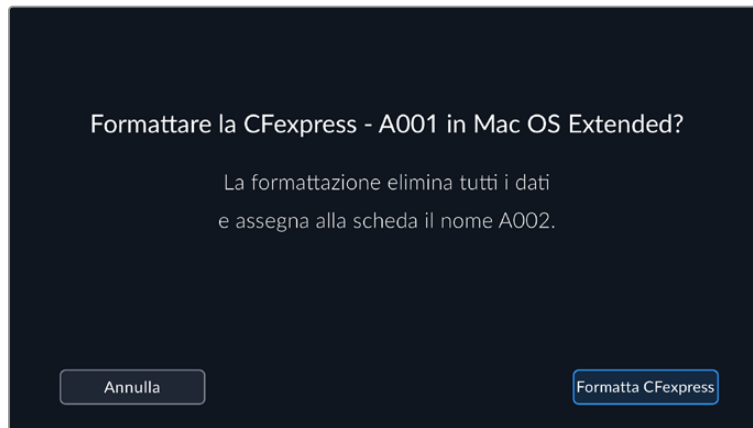 Formattare la CFexpress - A001 in Mac OS Extended?
La formattazione elimina tutti i dati
e assegna alla scheda il nome A002.
Annulla
Formatta CFexpress